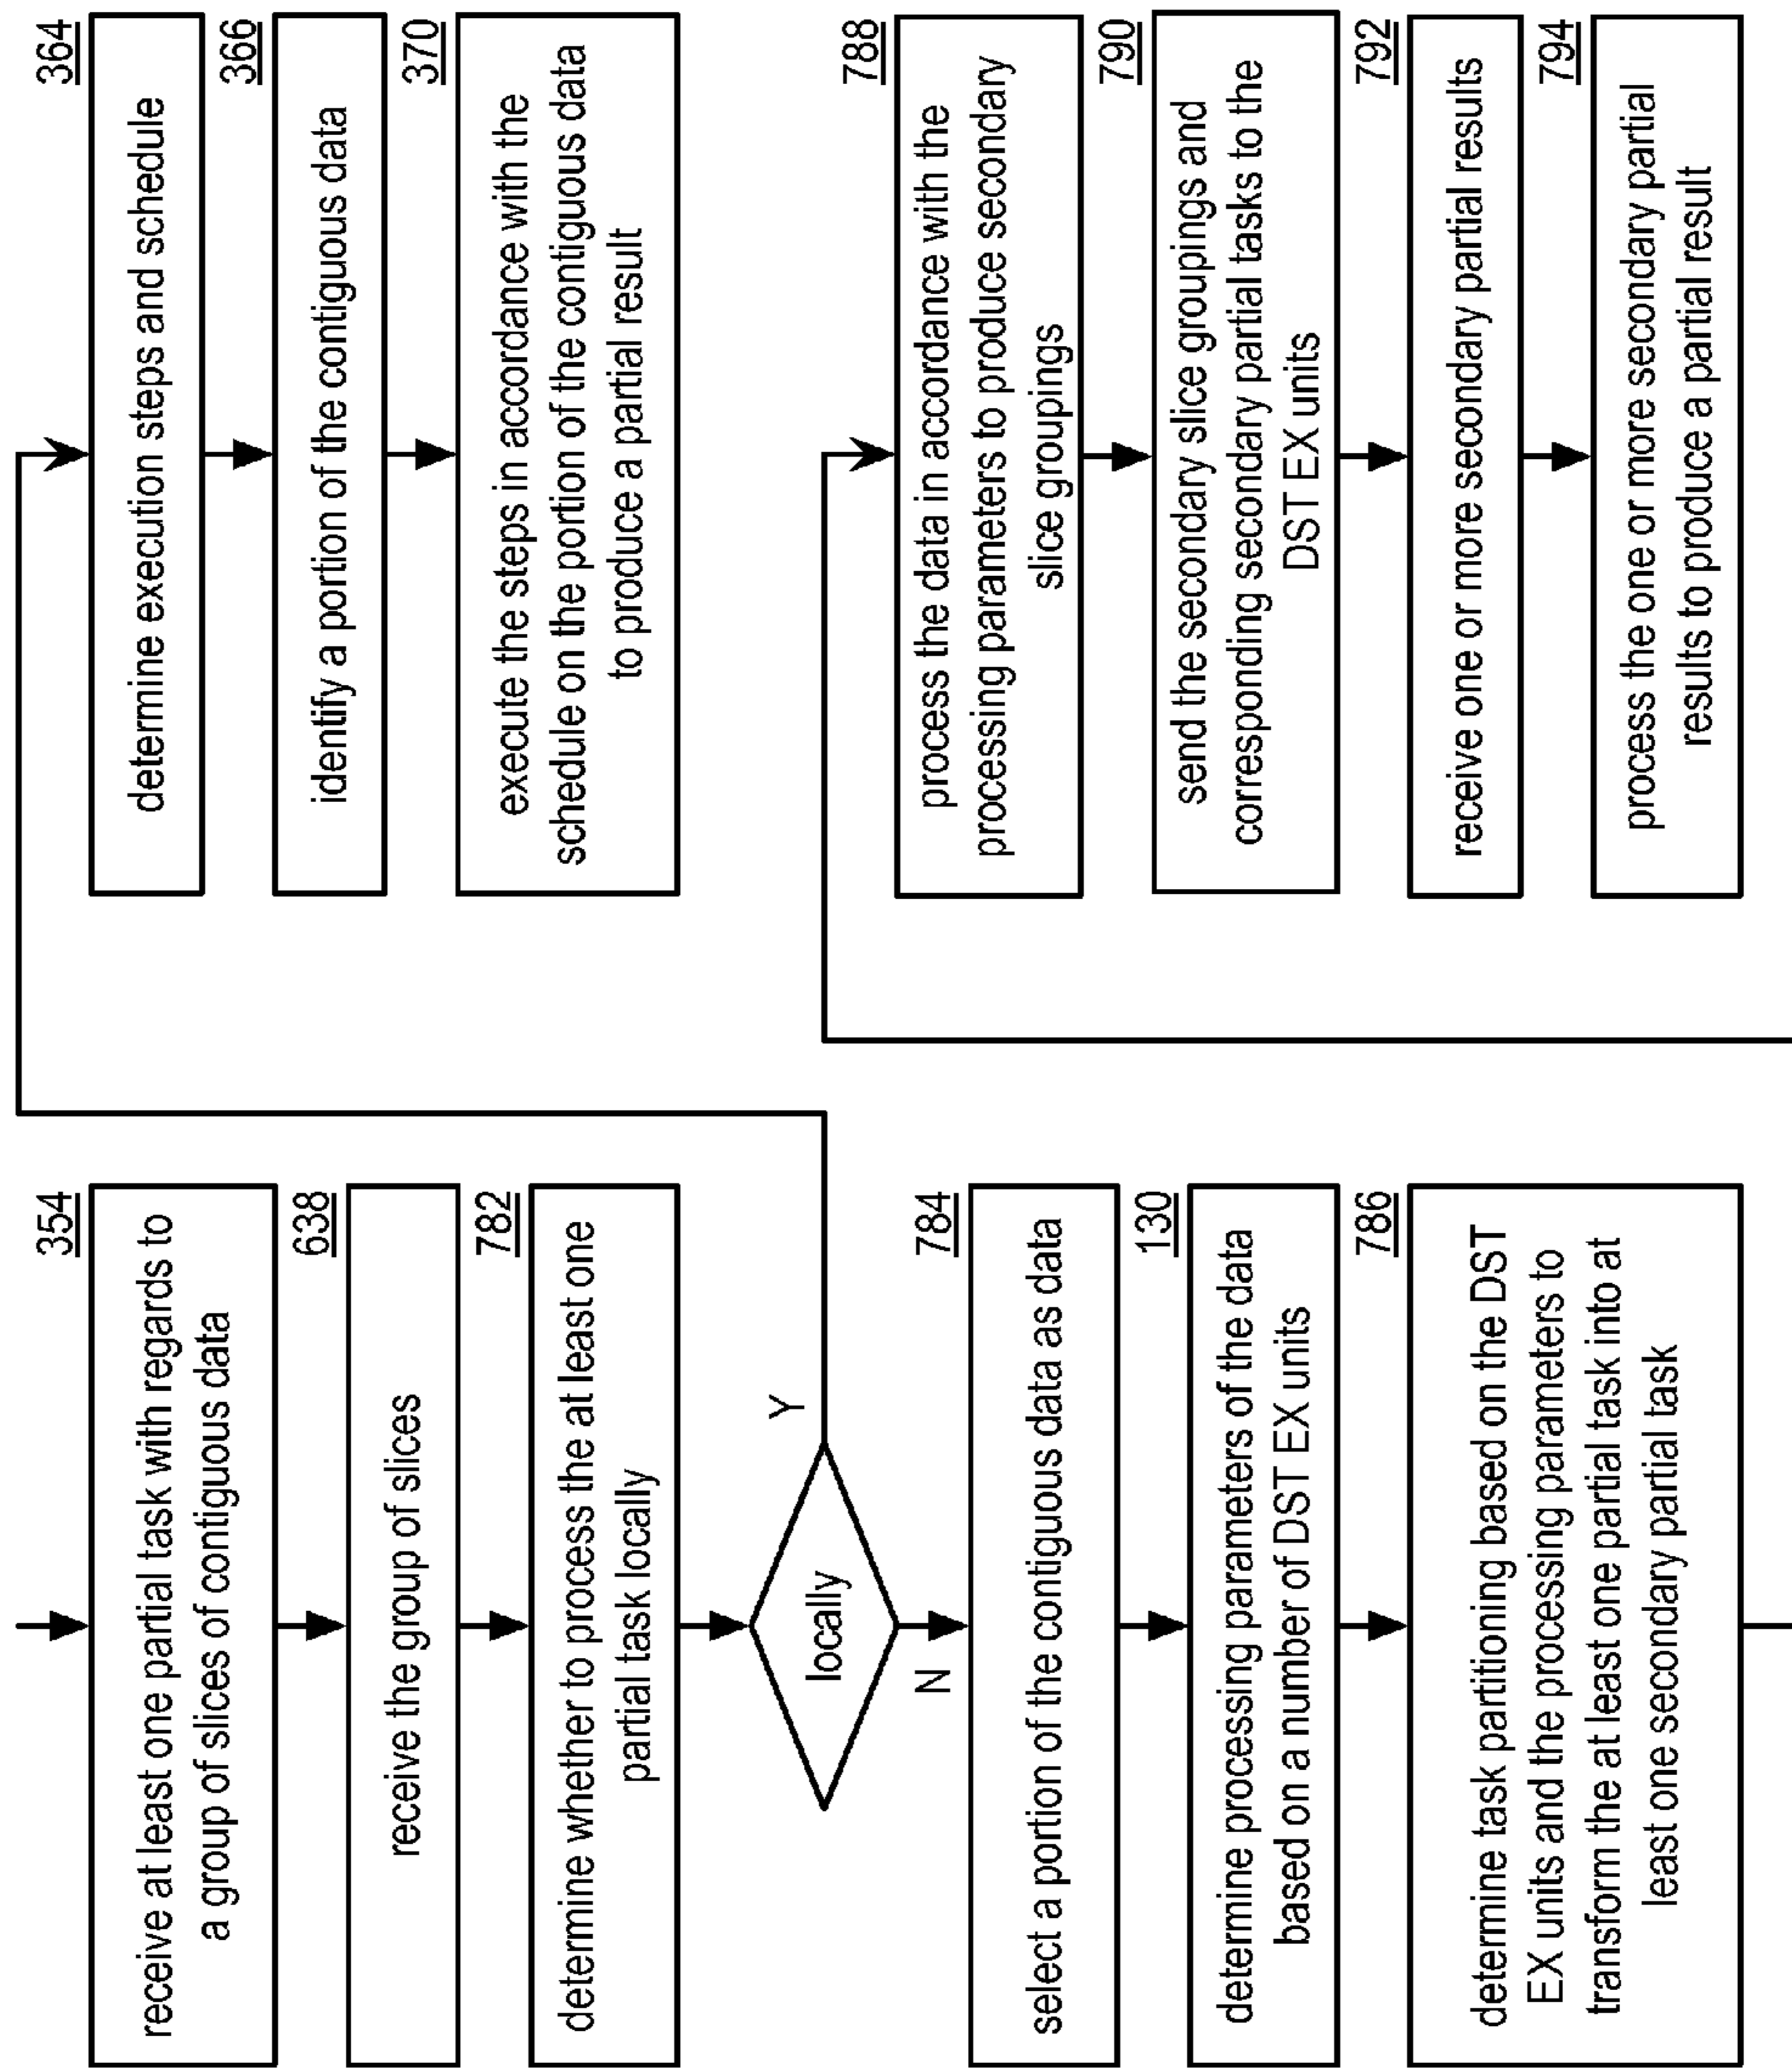 354
receive at least one partial task with regards to
a group of slices of contiguous data
638
receive the group of slices
782
determine whether to process the at least one
partial task locally
locally
Y
N
784
select a portion of the contiguous data as data
130
determine processing parameters of the data
based on a number of DST EX units
786
determine task partitioning based on the DST
EX units and the processing parameters to
transform the at least one partial task into at
least one secondary partial task
364
determine execution steps and schedule
366
identify a portion of the contiguous data
370
execute the steps in accordance with the
schedule on the portion of the contiguous data
to produce a partial result
788
process the data in accordance with the
processing parameters to produce secondary
slice groupings
790
send the secondary slice groupings and
corresponding secondary partial tasks to the
DST EX units
792
receive one or more secondary partial results
794
process the one or more secondary partial
results to produce a partial result